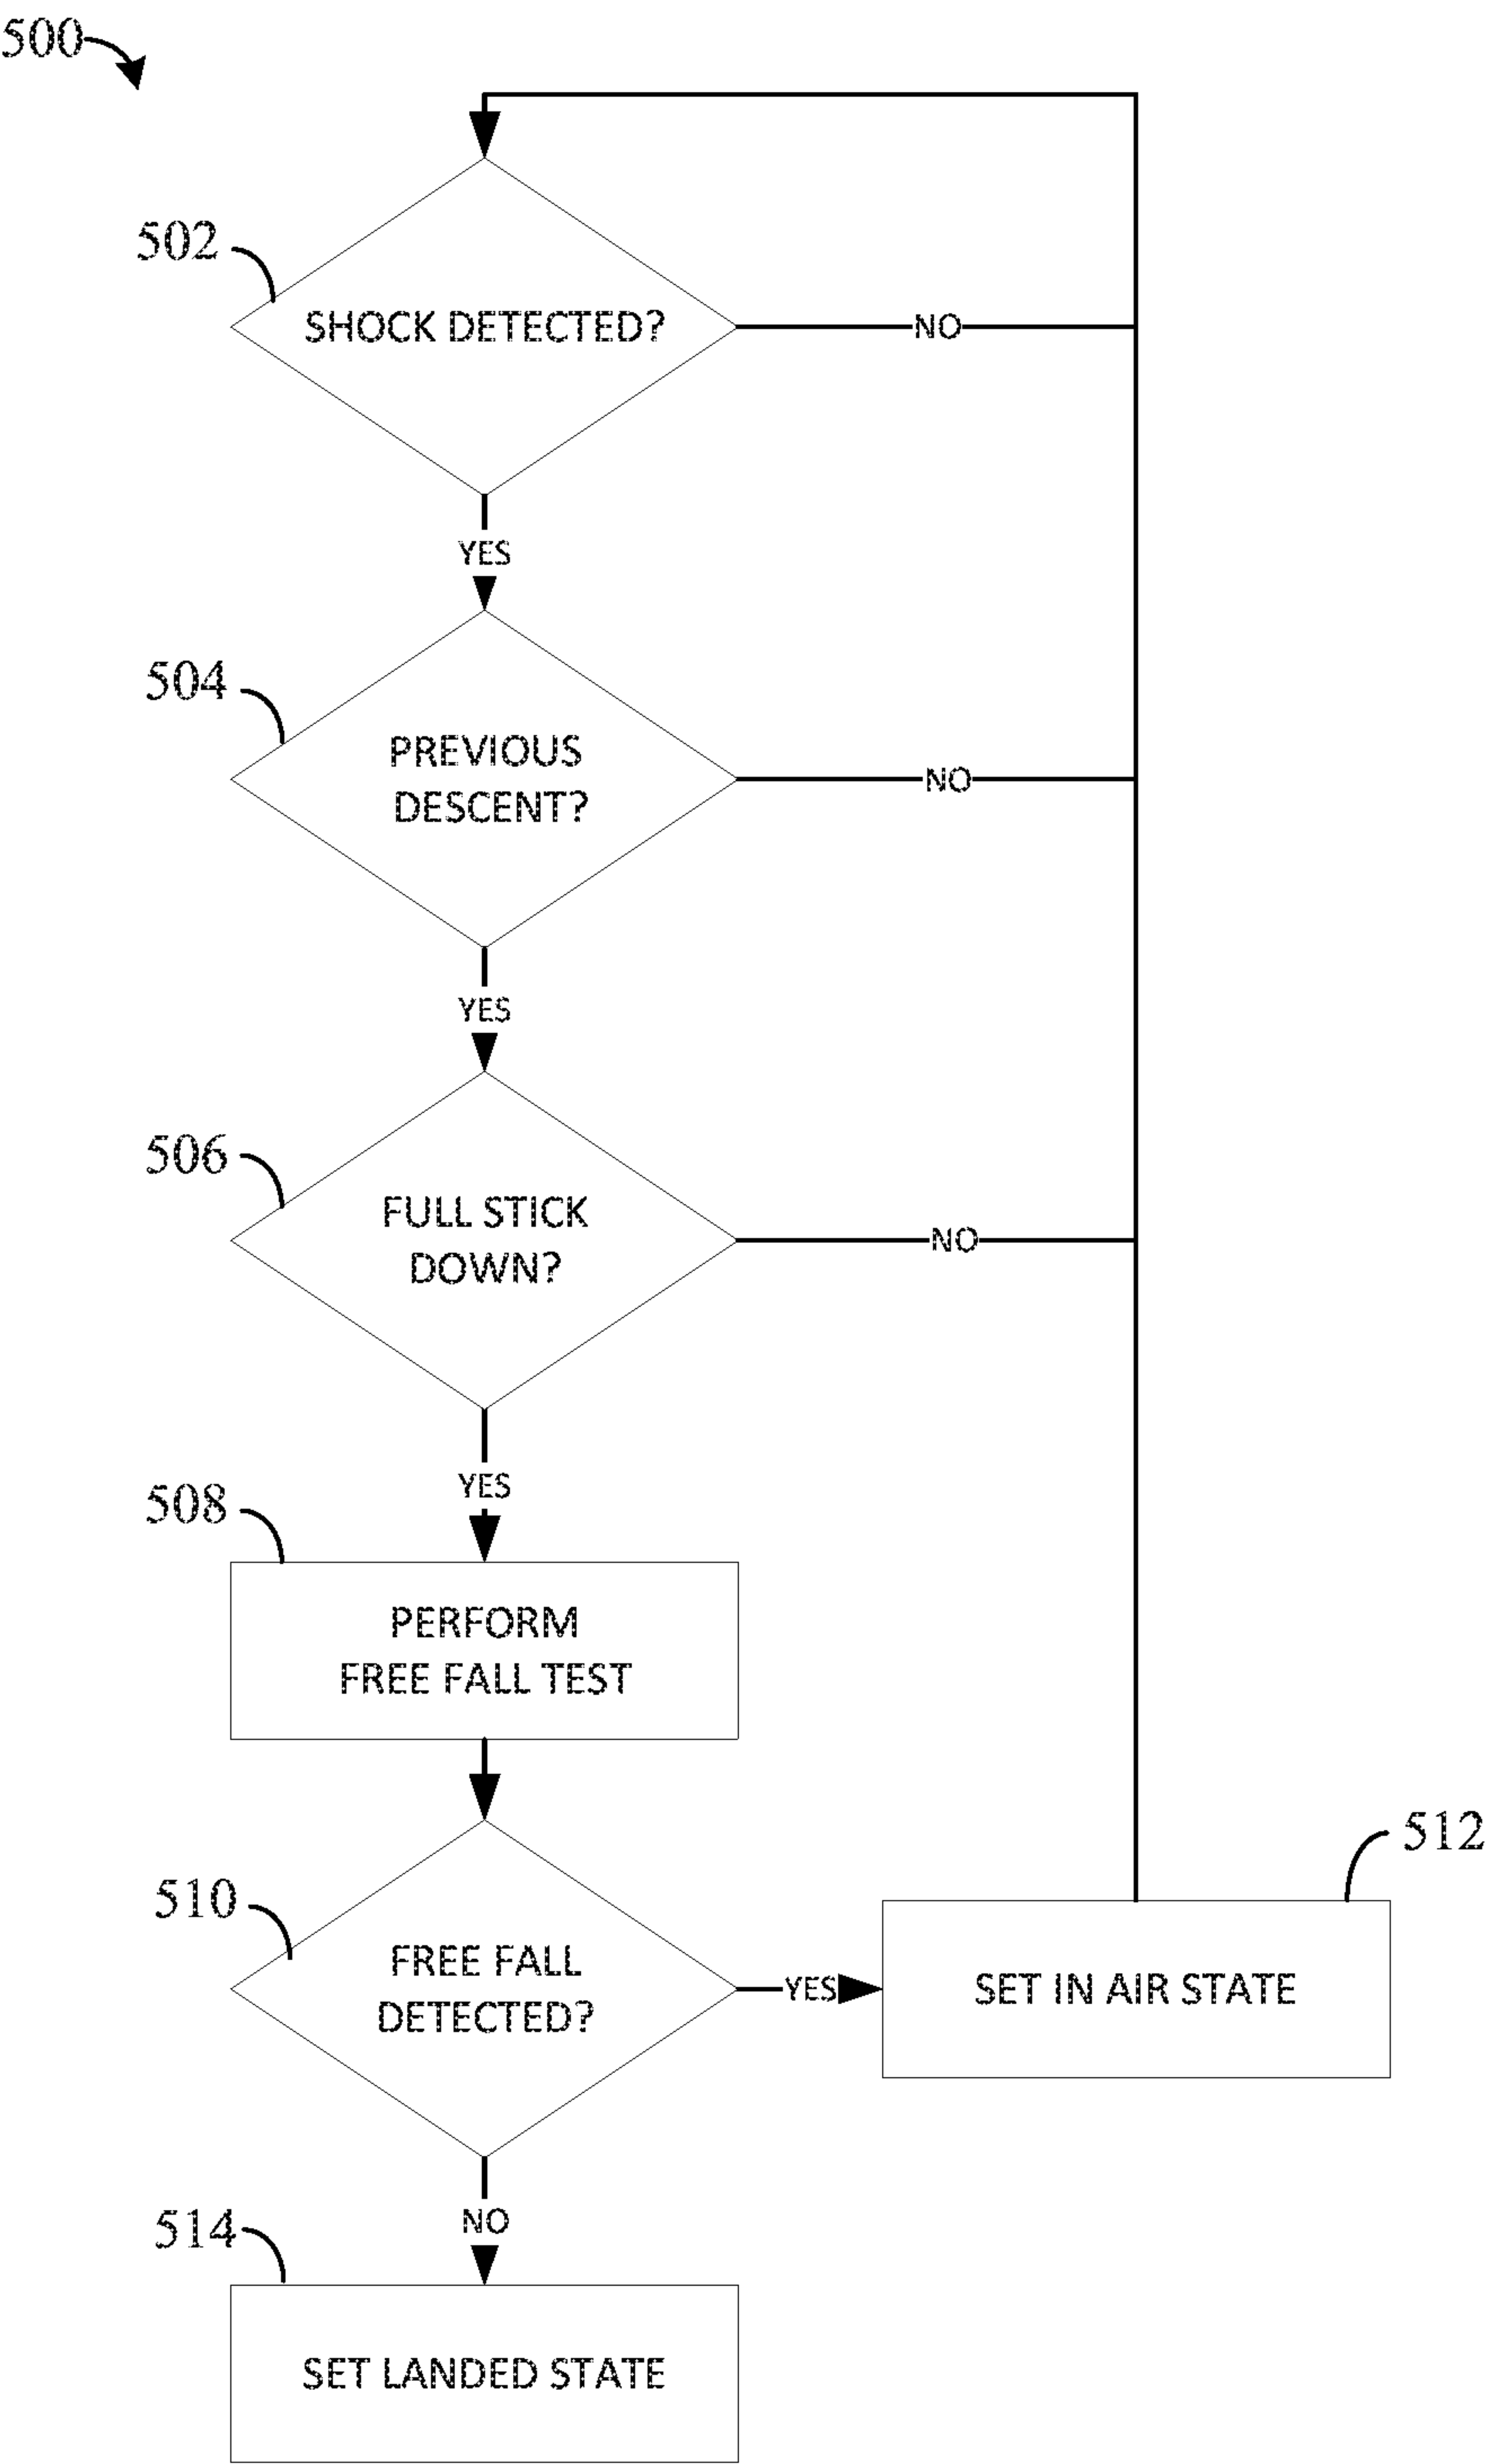 500
502
SHOCK DETECTED?
NO
YES
504
PREVIOUS
DESCENT?
NO
YES
506
FULL STICK
DOWN?
NO
YES
508
PERFORM
FREE FALL TEST
510
FREE FALL
DETECTED?
YES
512
SET IN AIR STATE
NO
514
SET LANDED STATE